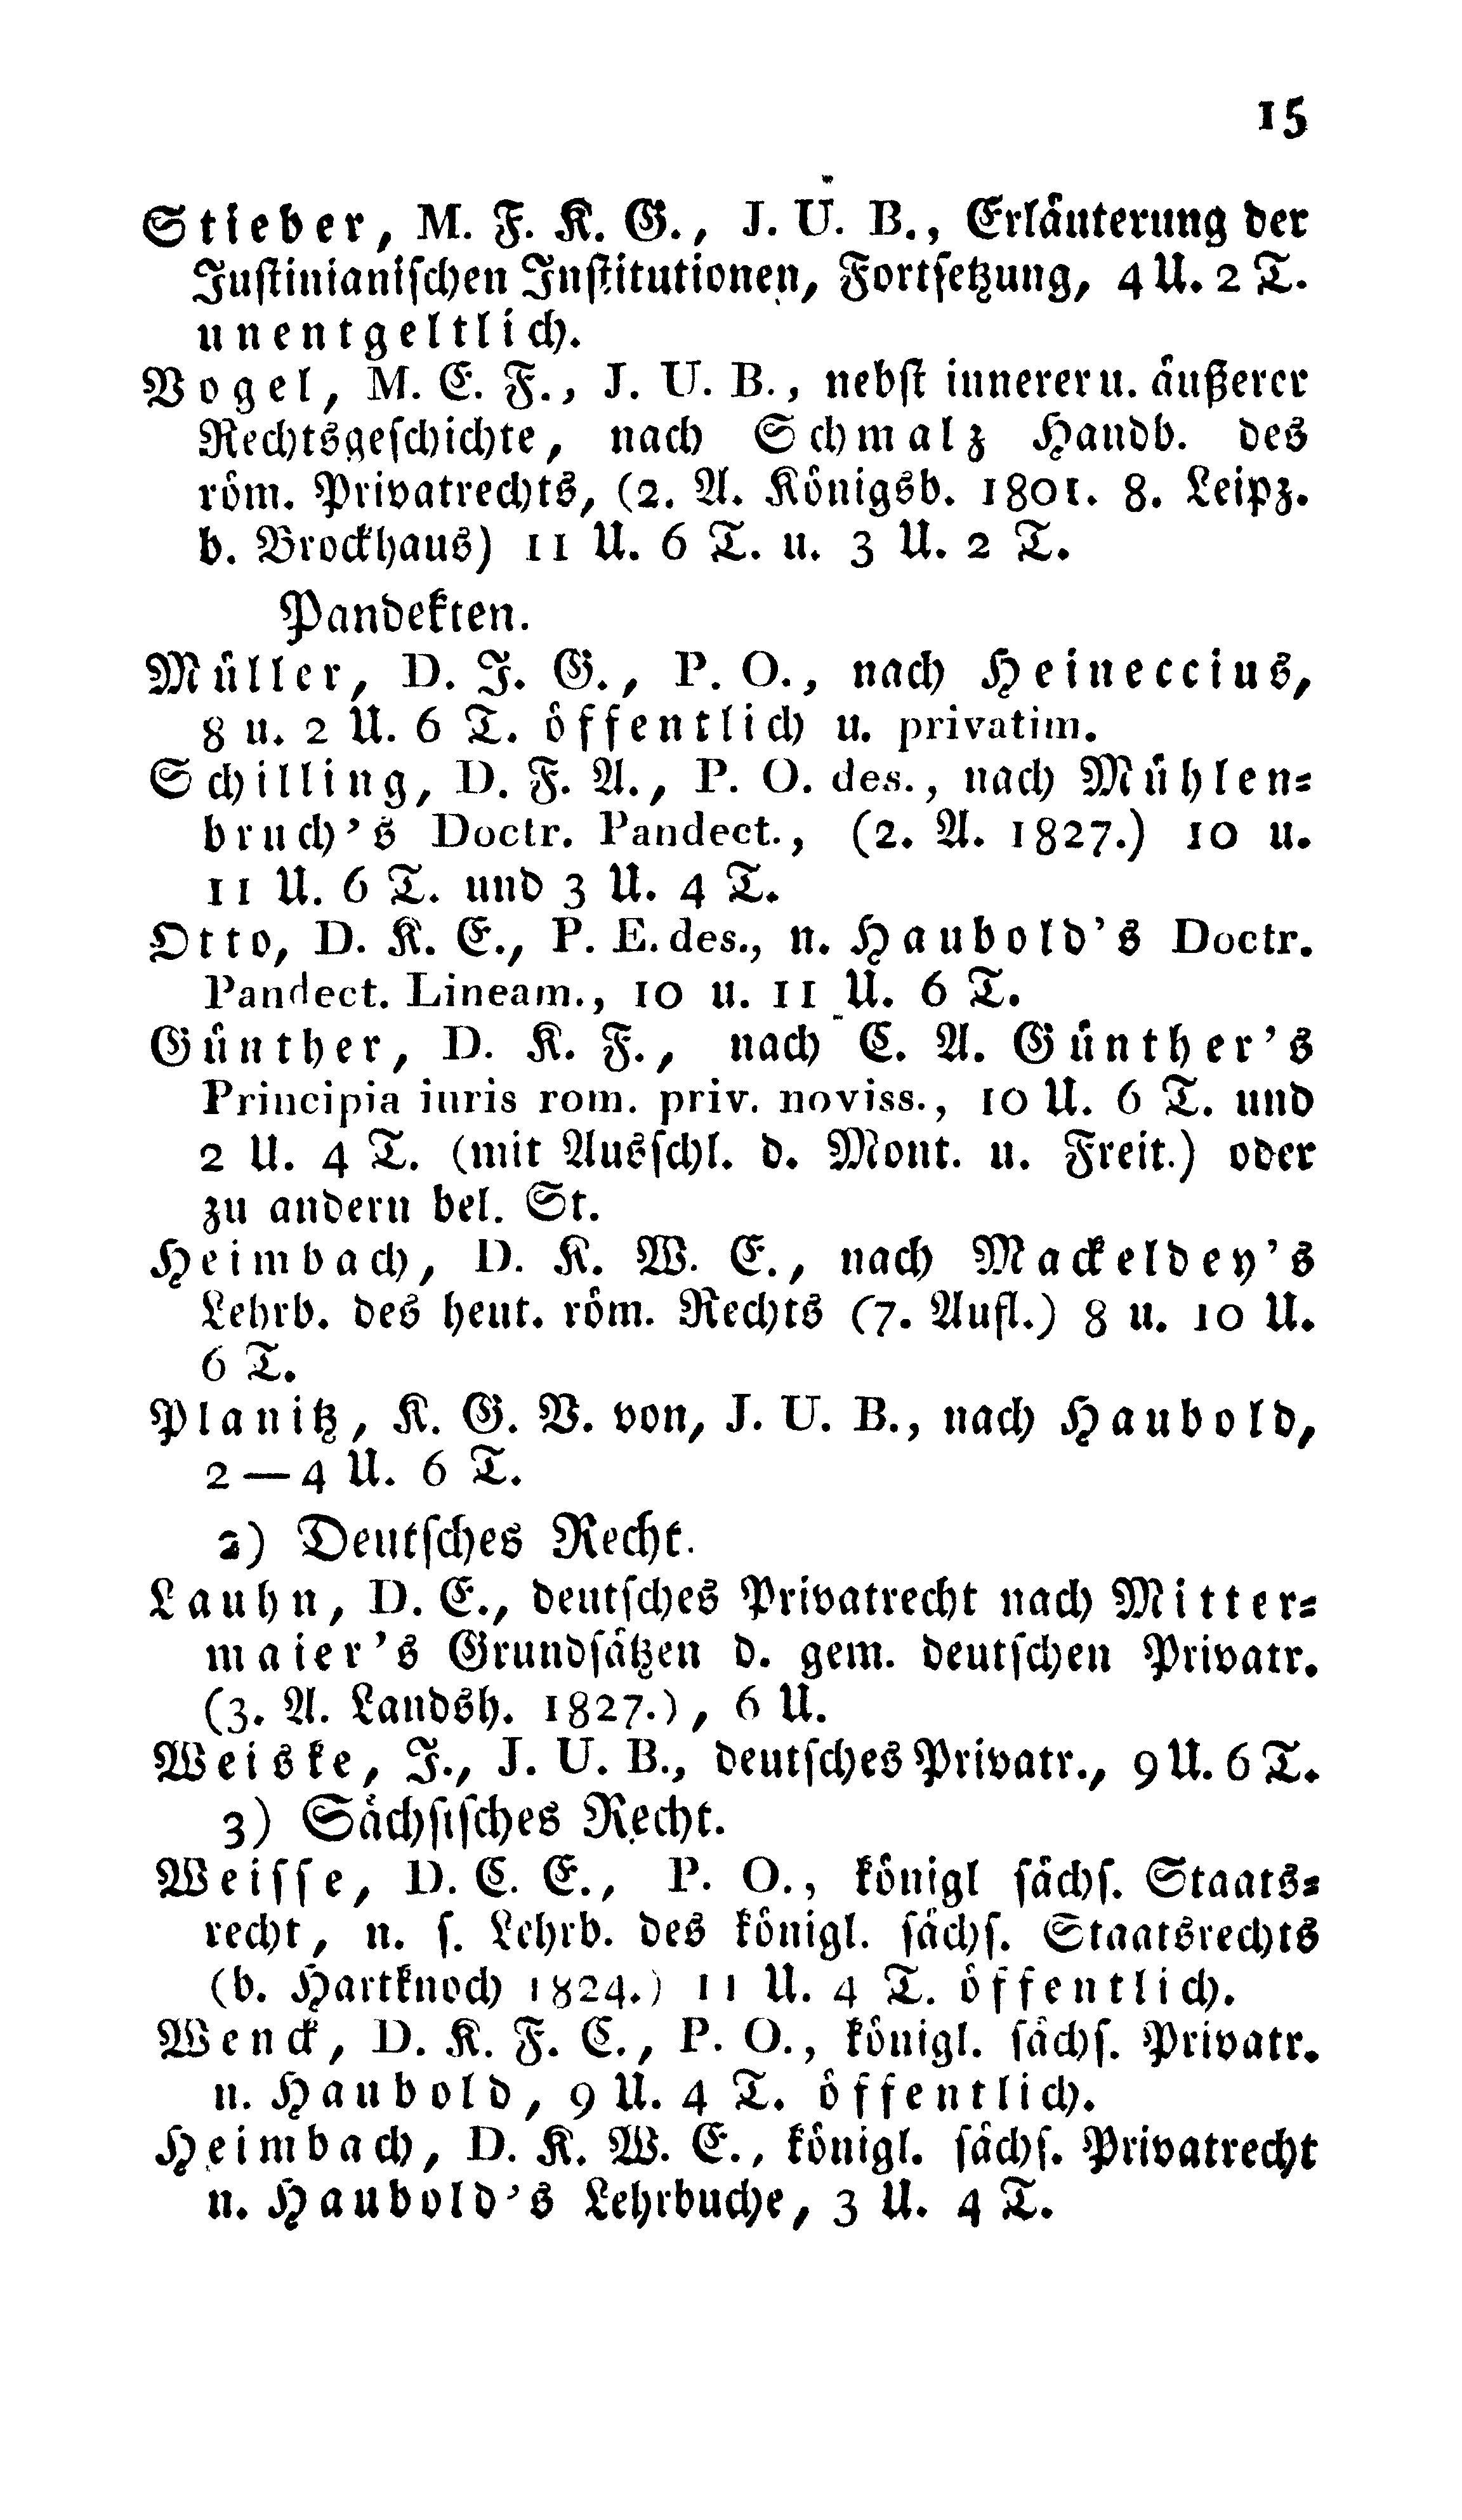 15
Stieber, M. F. K. G., J. U. B., Erläuterung der
Justinianischen Institutionen, Fortsetzung, 4 U. 2 T.
unentgeltlich.
Vogel, M. E. F., J. U. B., nebst innerer u. äußerer
Rechtsgeschichte, nach Schmalz Handb. des
röm. Privatrechts, (2. A. Königsb. 1801. 8. Leipz.
b. Brockhaus) 11 U. 6 T. u. 3 U. 2 T.
Pandekten.
Müller, D. J. G., P. O., nach Heineccius,
8 u. 2 U. 6 T. öffentlich u. privatim.
Schilling, D. F. A., P. O. des., nach Mühlen-
bruch's Doctr. Pandect., (2. A. 1827.) 10 u.
11 U. 6 T. und 3 U. 4 T.
Otto, D. K. E., P. E. des., n. Haubold's Doctr.
Pandect. Lineam., 10 u. 11 U. 6 T.
Günther, D. K. F., nach C. A. Günther's
Principia iuris rom. priv. noviss., 10 U. 6 T. und
2 U. 4 T. (mit Ausschl. d. Mont. u. Freit.) oder
zu andern bel. St.
Heimbach, D. K. W. E., nach Mackeldey's
Lehrb. des heut. röm. Rechts (7. Aufl.) 8 u. 10 U.
6 T.
Planitz, K. G. V. von, J. U. B., nach Haubold,
2—4 U. 6 T.
2) Deutsches Recht.
Lauhn, D. E., deutsches Privatrecht nach Mitter-
maier's Grundsätzen d. gem. deutschen Privatr.
(3. A. Landsh. 1827.), 6 U.
Weiske, J., J. U. B., deutsches Privatr., 9 U. 6 T.
3) Sächsisches Recht.
Weisse, D. C. E., P. O., königl sächs. Staats-
recht, n. s. Lehrb. des königl. sächs. Staatsrechts
(b. Hartknoch 1824.) 11 U. 4 T. öffentlich.
Wenck, D. K. F. C., P. O., königl. sächs. Privatr.
n. Haubold, 9 U. 4 T. öffentlich.
Heimbach, D. K. W. E., königl. sächs. Privatrecht
n. Haubold's Lehrbuche, 3 U. 4 T.